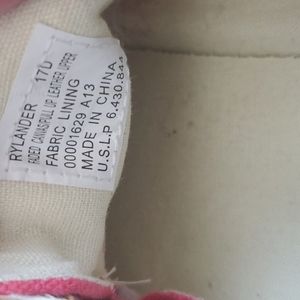 RYLANDER 17D
FADED CANVAS/PULL UP LEATHER UPPER
FABRIC LINING
00001629 A13
MADE IN CHINA
U.S.L.P 6.430.844